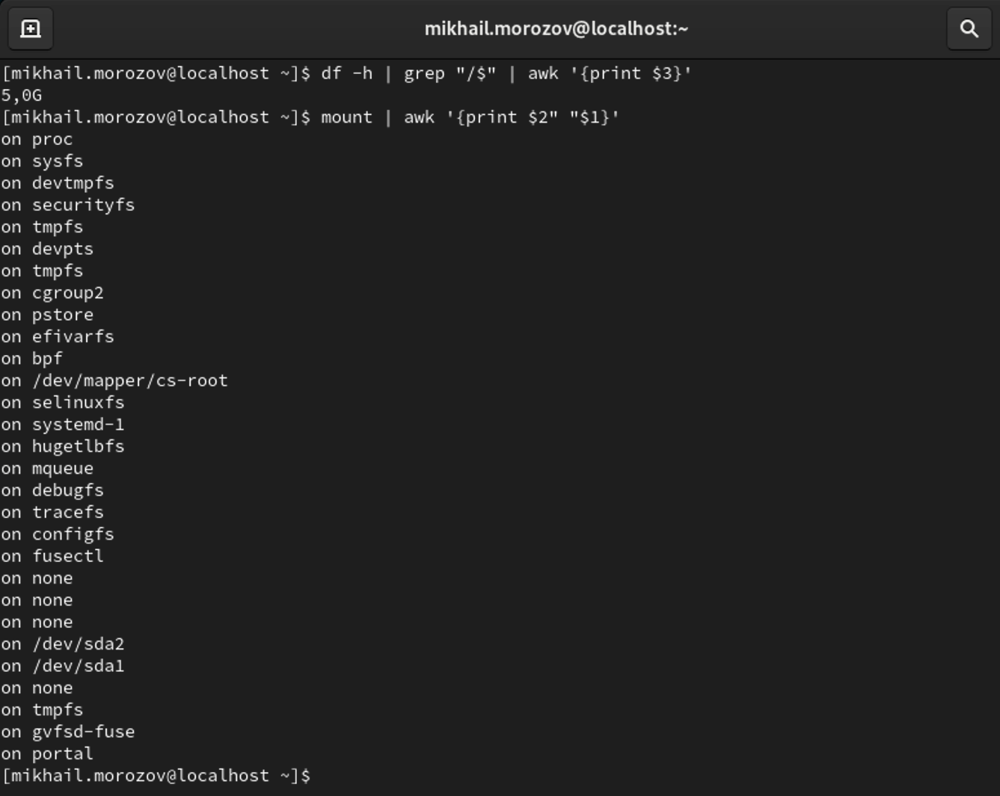 mikhail.morozov@localhost:~
[mikhail.morozov@localhost ~]$ df -h | grep "/$" | awk '{print $3}'
5,0G
[mikhail.morozov@localhost ~]$ mount | awk '{print $2" "$1}'
on proc
on sysfs
on devtmpfs
on securityfs
on tmpfs
on devpts
on tmpfs
on cgroup2
on pstore
on efivarfs
on bpf
on /dev/mapper/cs-root
on selinuxfs
on systemd-1
on hugetlbfs
on mqueue
on debugfs
on tracefs
on configfs
on fusectl
on none
on none
on none
on /dev/sda2
on /dev/sda1
on none
on tmpfs
on gvfsd-fuse
on portal
[mikhail.morozov@localhost ~]$